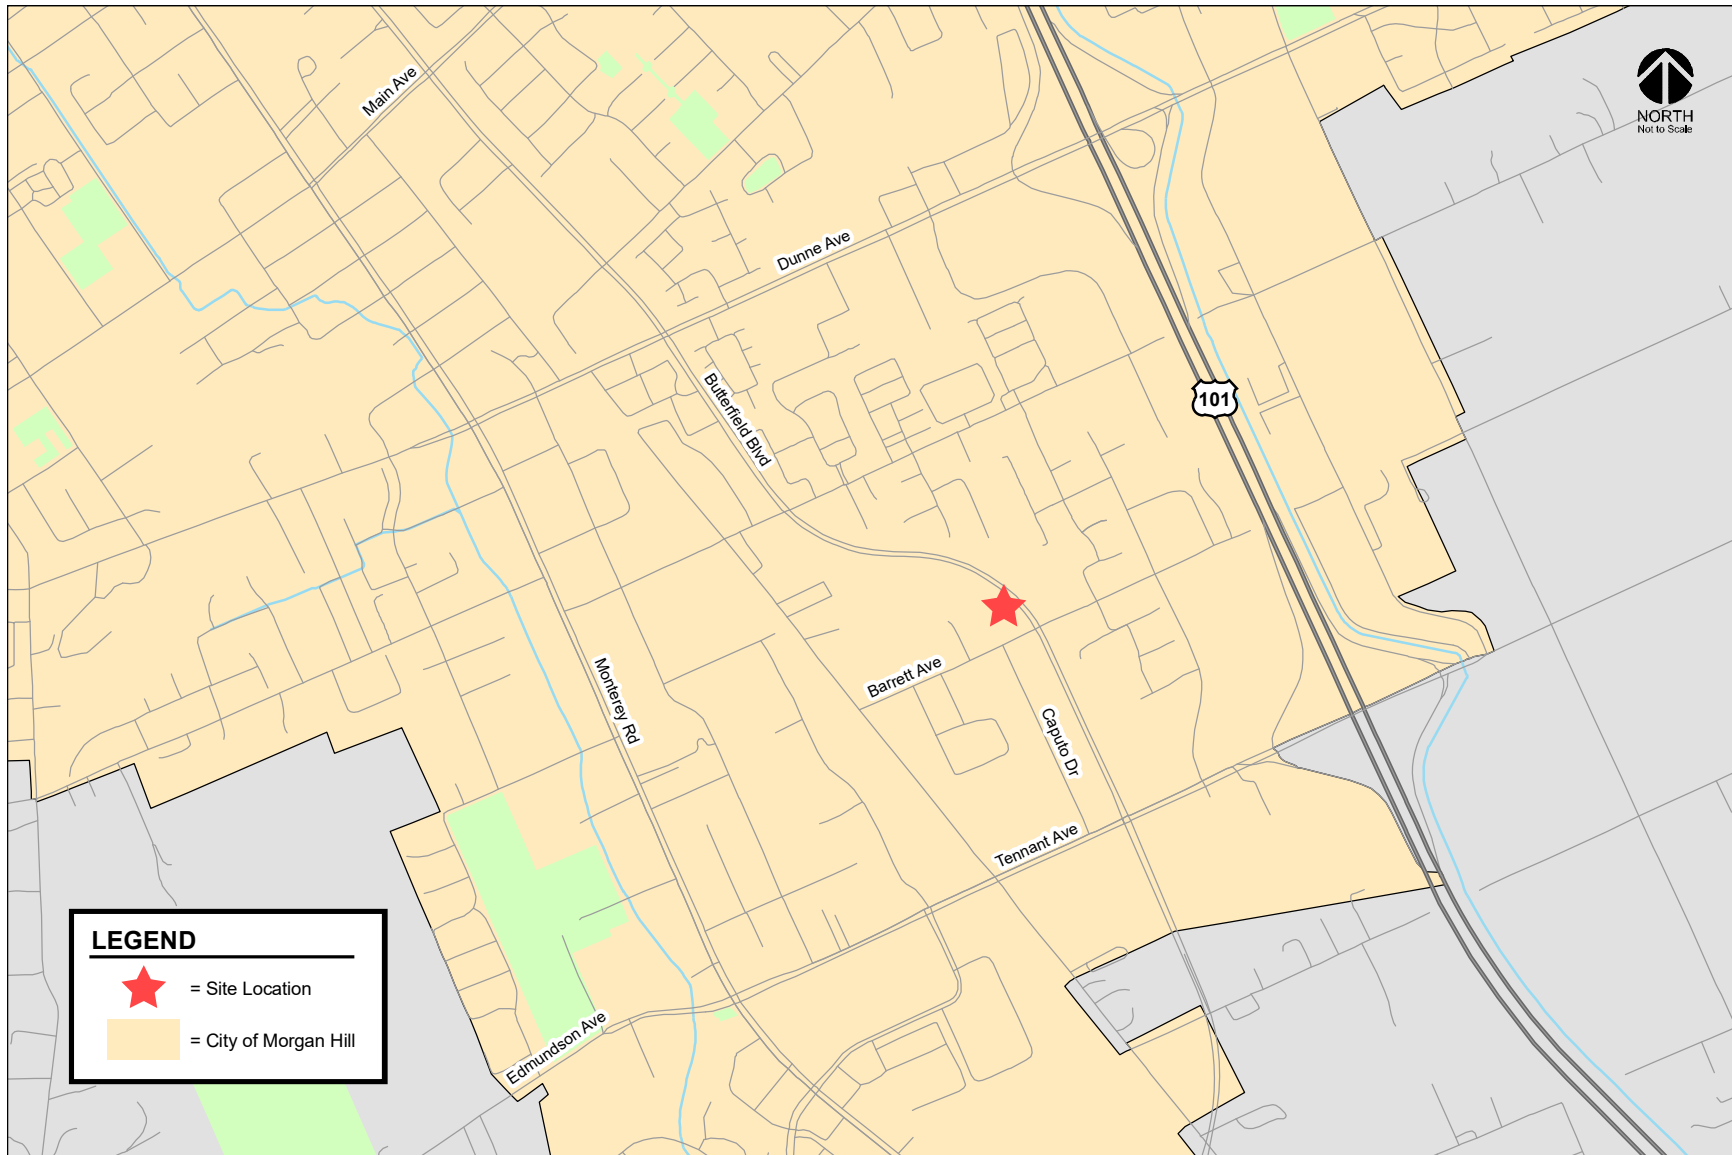 Main Ave
NORTH
Not to Scale
Dunne Ave
Butterfield Blvd
101
Barrett Ave
Monterey Rd
Caputo Dr
Tennant Ave
Edmundson Ave
LEGEND
= Site Location
= City of Morgan Hill